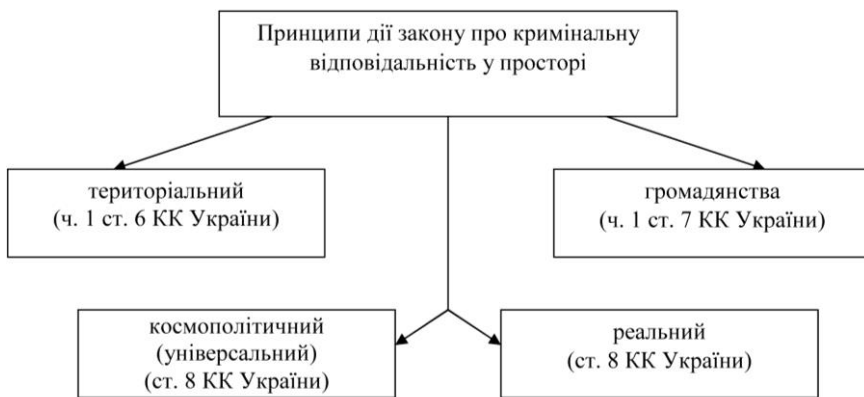 Принципи дії закону про кримінальну
відповідальність у просторі
територіальний
(ч. 1 ст. 6 КК України)
громадянства
(ч. 1 ст. 7 КК України)
космополітичний
(універсальний)
(ст. 8 КК України)
реальний
(ст. 8 КК України)